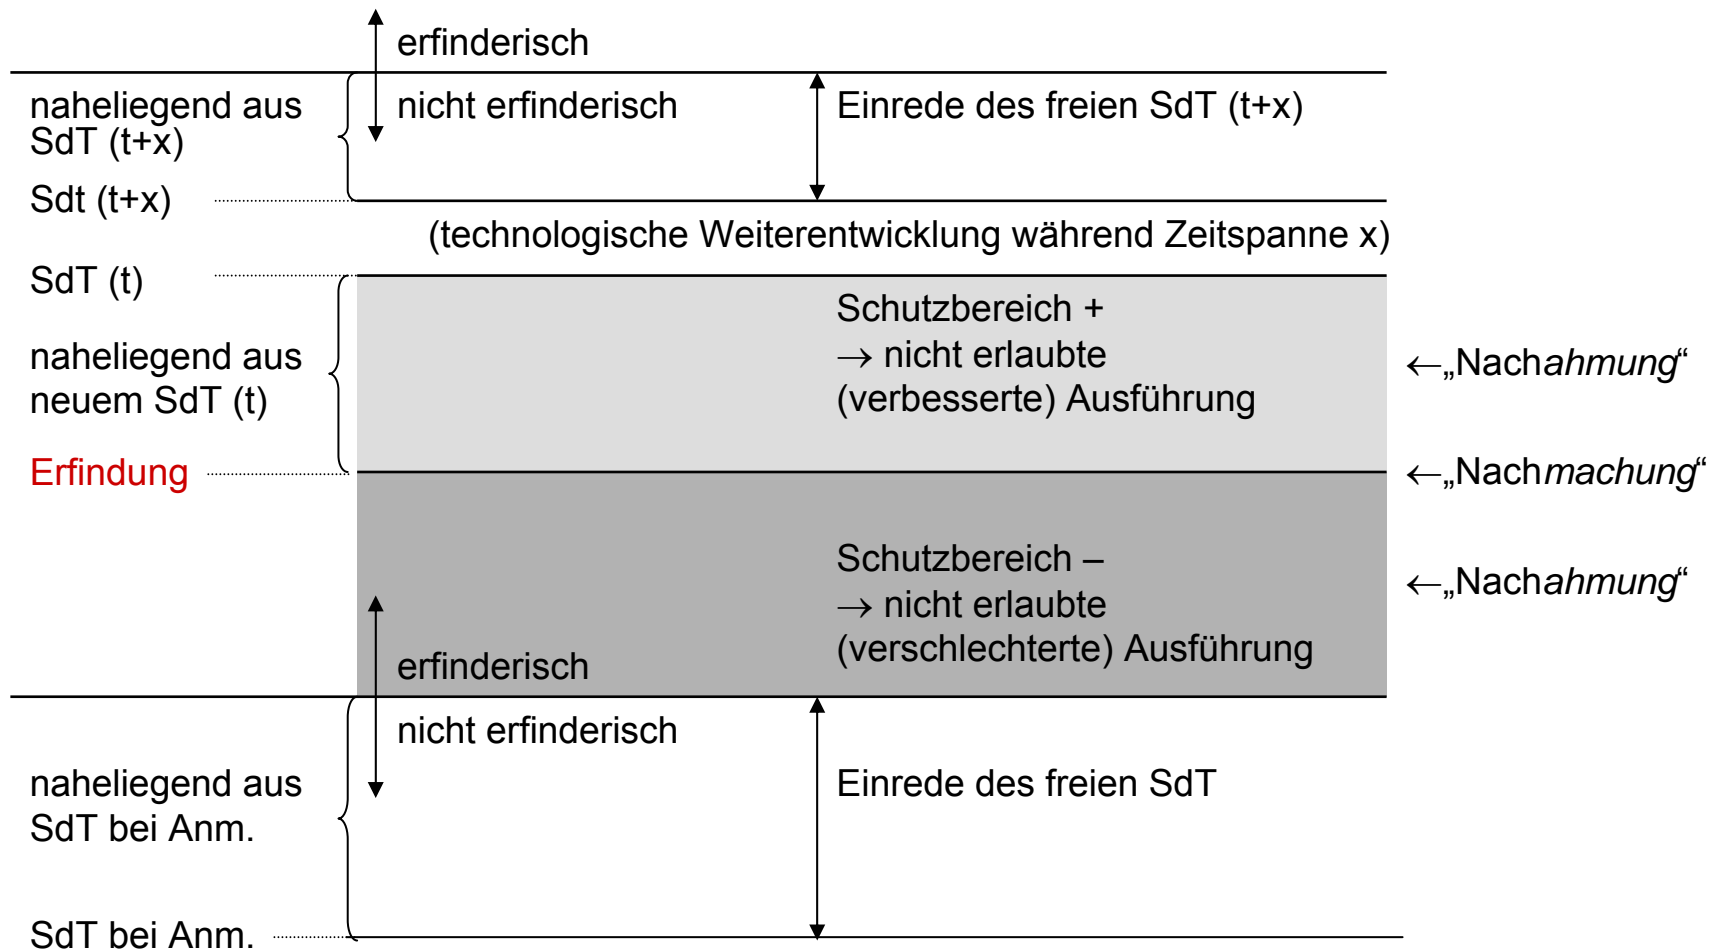 erfinderisch
naheliegend aus
SdT (t+x)
nicht erfinderisch
Einrede des freien SdT (t+x)
Sdt (t+x)
(technologische Weiterentwicklung während Zeitspanne x)
SdT (t)
Schutzbereich +
→ nicht erlaubte
(verbesserte) Ausführung
naheliegend aus
neuem SdT (t)
←„Nachahmung“
Erfindung
←„Nachmachung“
Schutzbereich –
→ nicht erlaubte
(verschlechterte) Ausführung
←„Nachahmung“
erfinderisch
nicht erfinderisch
naheliegend aus
SdT bei Anm.
Einrede des freien SdT
SdT bei Anm.